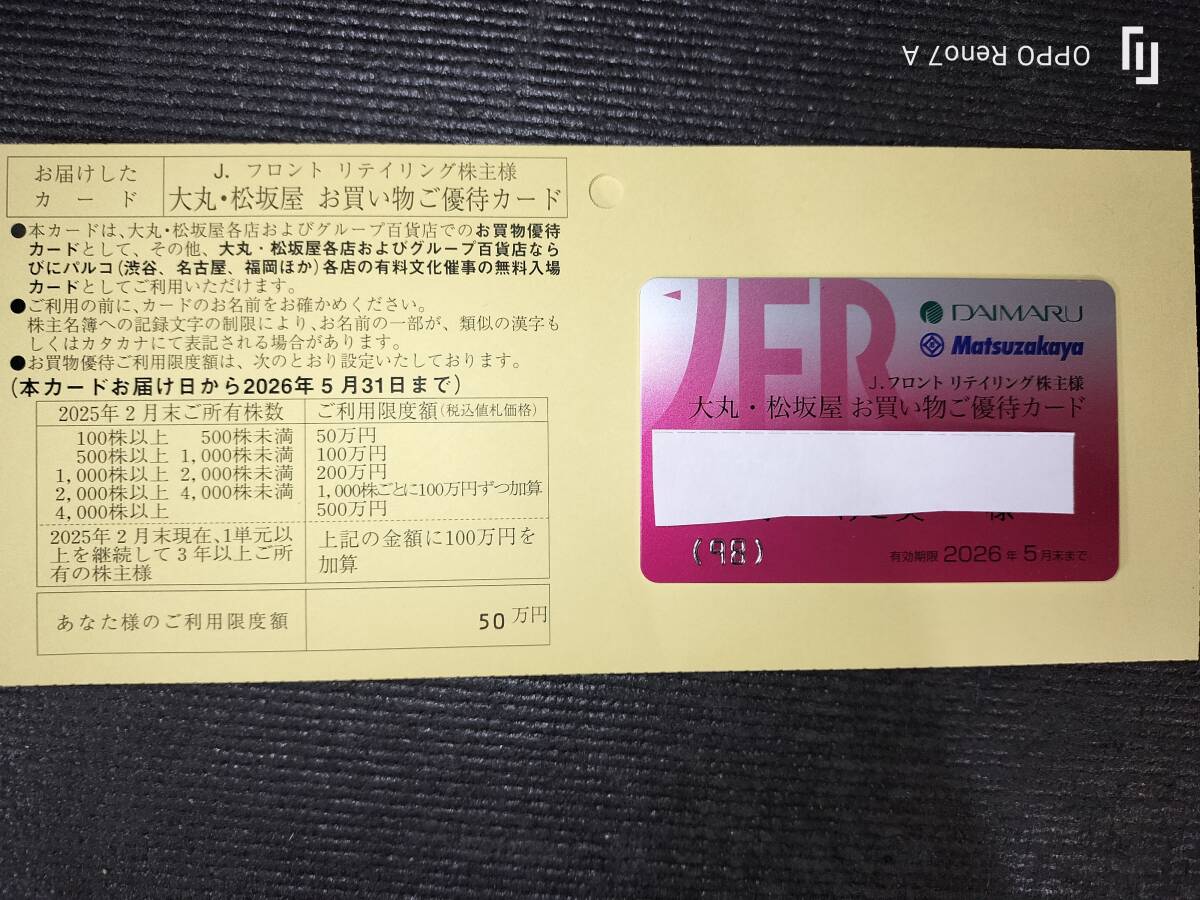 OPPO Reno7 A
お届けした
カード
J. フロント リテイリング株主様
大丸・松坂屋 お買い物ご優待カード
●本カードは、大丸・松坂屋各店およびグループ百貨店でのお買物優待
カードとして、その他、大丸・松坂屋各店およびグループ百貨店なら
びにパルコ(渋谷、名古屋、福岡ほか)各店の有料文化催事の無料入場
カードとしてご利用いただけます。
●ご利用の前に、カードのお名前をお確かめください。
株主名簿への記録文字の制限により、お名前の一部が、類似の漢字も
しくはカタカナにて表記される場合があります。
●お買物優待ご利用限度額は、次のとおり設定いたしております。
(本カードお届け日から2026年5月31日まで)
2025年2月末ご所有株数 ご利用限度額(税込値札価格)
100株以上 500株未満 50万円
500株以上 1,000株未満 100万円
1,000株以上 2,000株未満 200万円
2,000株以上 4,000株未満 1,000株ごとに100万円ずつ加算
4,000株以上 500万円
2025年2月末現在、1単元以
上を継続して3年以上ご所
有の株主様
上記の金額に100万円を
加算
あなた様のご利用限度額 50万円
JFR
DAIMARU
Matsuzakaya
J.フロント リテイリング株主様
大丸・松坂屋 お買い物ご優待カード
様
(98)
有効期限 2026年5月末まで